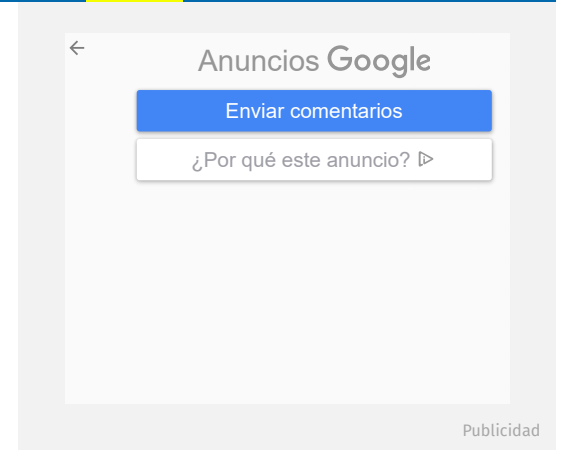 Anuncios Google
Enviar comentarios
¿Por qué este anuncio?
Publicidad